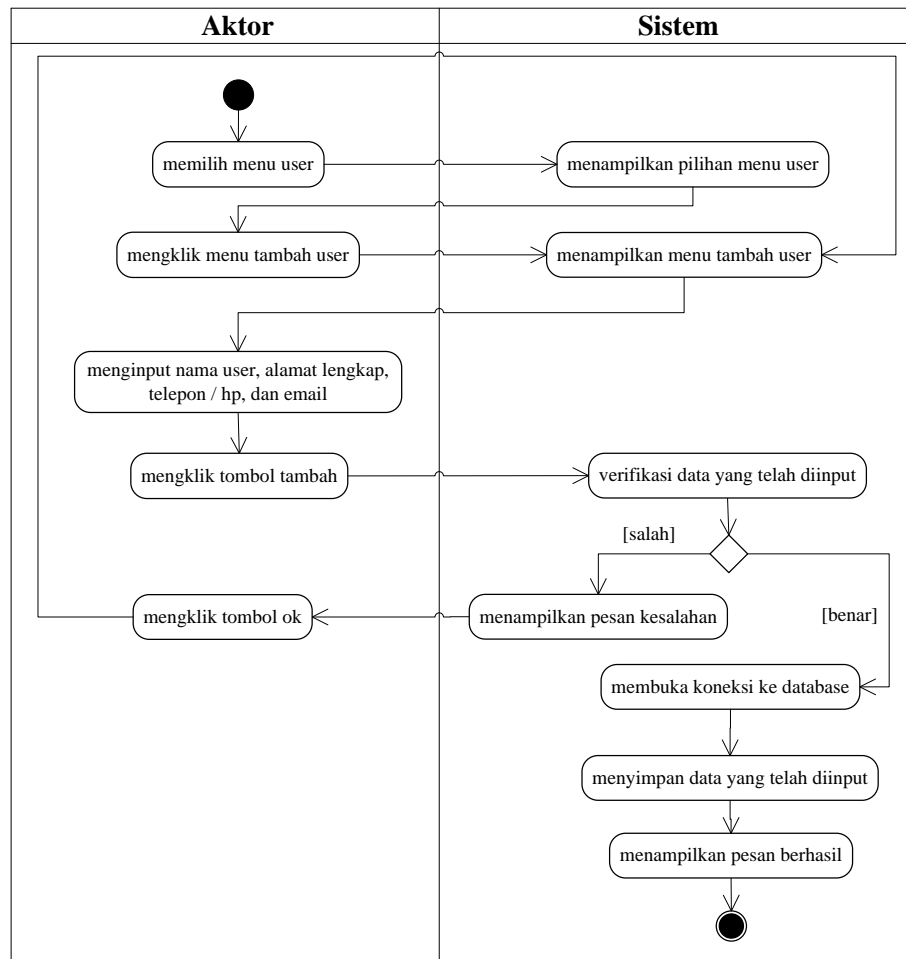 Aktor
Sistem
memilih menu user
menampilkan pilihan menu user
mengklik menu tambah user
menampilkan menu tambah user
menginput nama user, alamat lengkap,
telepon / hp, dan email
mengklik tombol tambah
verifikasi data yang telah diinput
[salah]
mengklik tombol ok
menampilkan pesan kesalahan
[benar]
membuka koneksi ke database
menyimpan data yang telah diinput
menampilkan pesan berhasil